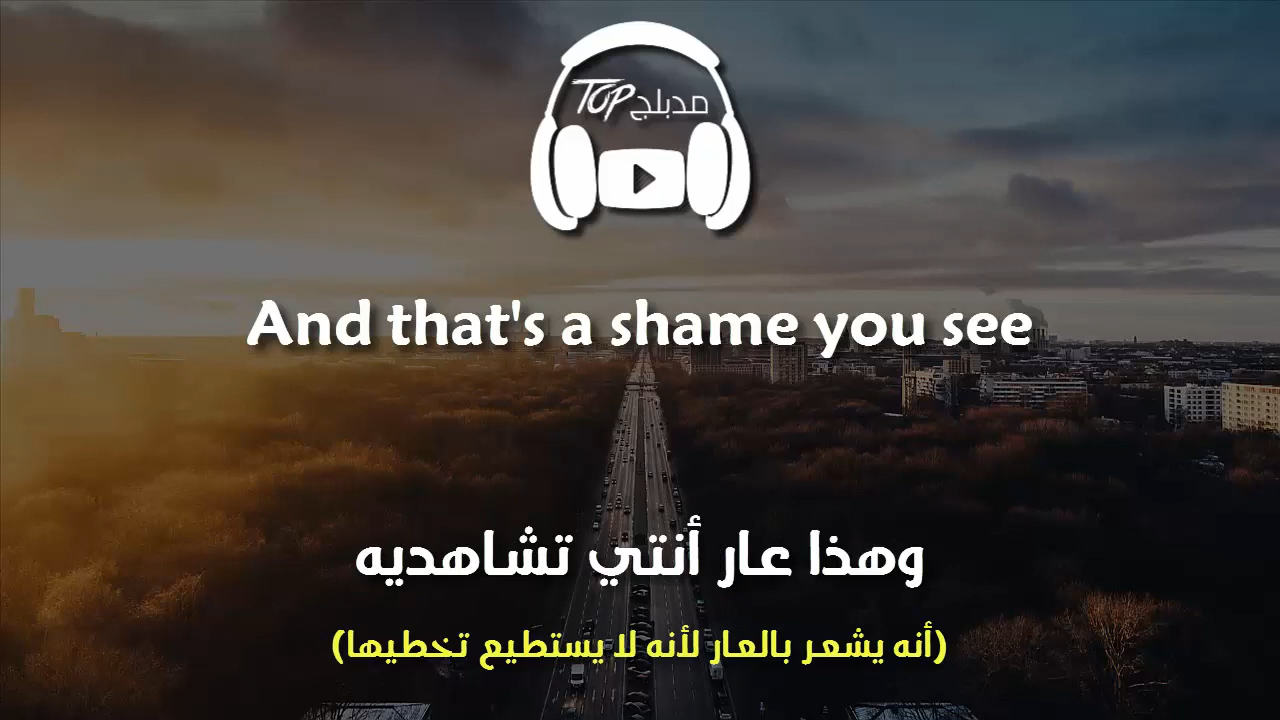 TOP مدبلج
And that's a shame you see
وهذا عار أنتي تشاهديه
(أنه يشعر بالعار لأنه لا يستطيع تخطيها)